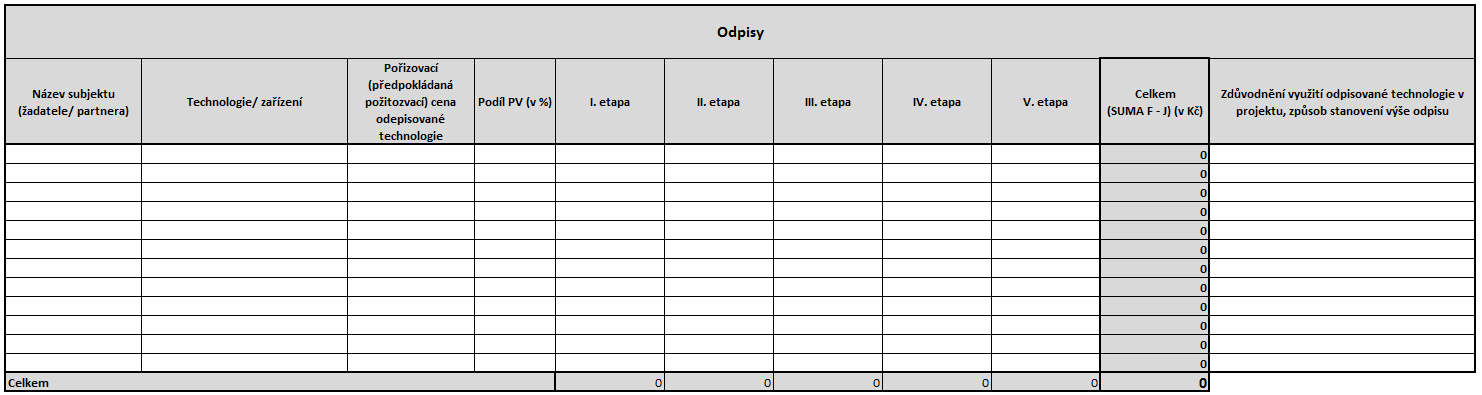 Odpisy
Název subjektu
(žadatele/ partnera)
Technologie/ zařízení
Pořizovací
(předpokládaná
požitozvací) cena
odepisované
technologie
Podíl PV (v %)
I. etapa
II. etapa
III. etapa
IV. etapa
V. etapa
Celkem
(SUMA F - J) (v Kč)
Zdůvodnění využití odpisované technologie v
projektu, způsob stanovení výše odpisu
0
0
0
0
0
0
0
0
0
0
0
0
Celkem 0 0 0 0 0 0